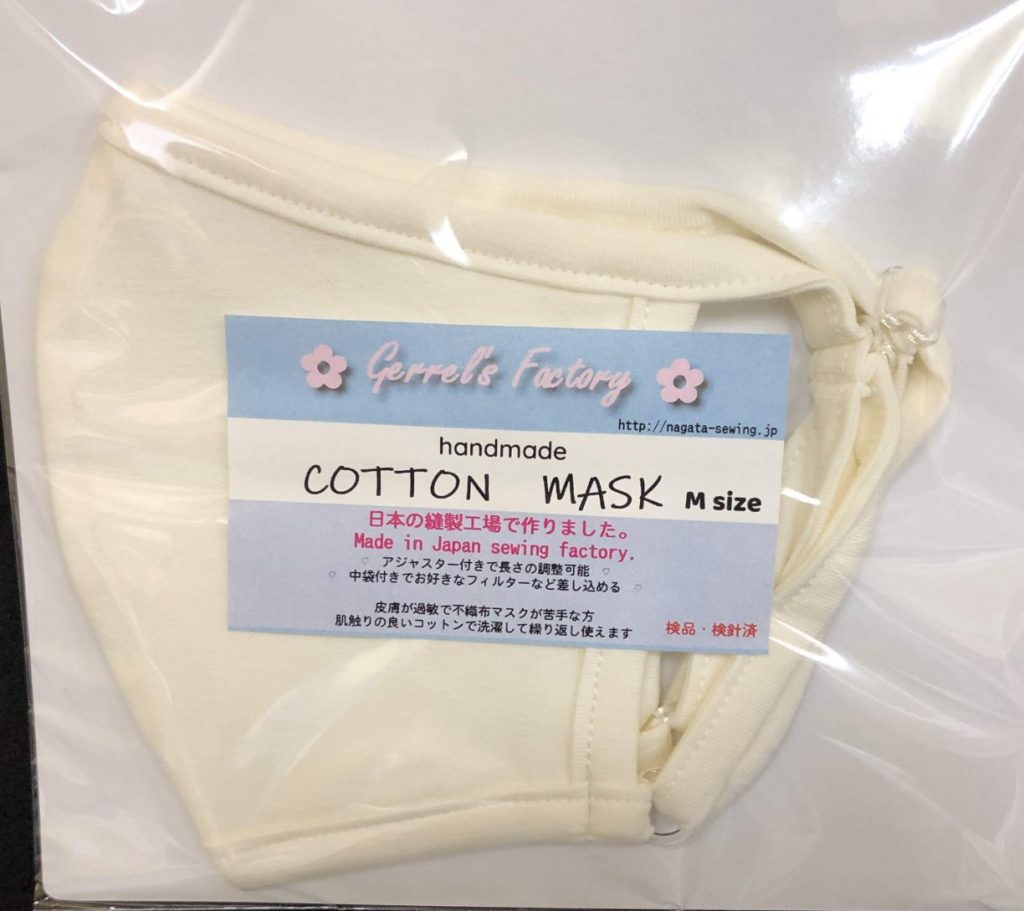 Gerrel's Factory
http://nagata-sewing.jp
handmade
COTTON MASK M size
日本の縫製工場で作りました。
Made in Japan sewing factory.
♡ アジャスター付きで長さの調整可能 ♡
♡ 中袋付きでお好きなフィルターなど差し込める ♡
皮膚が過敏で不織布マスクが苦手な方
肌触りの良いコットンで洗濯して繰り返し使えます
検品・検針済